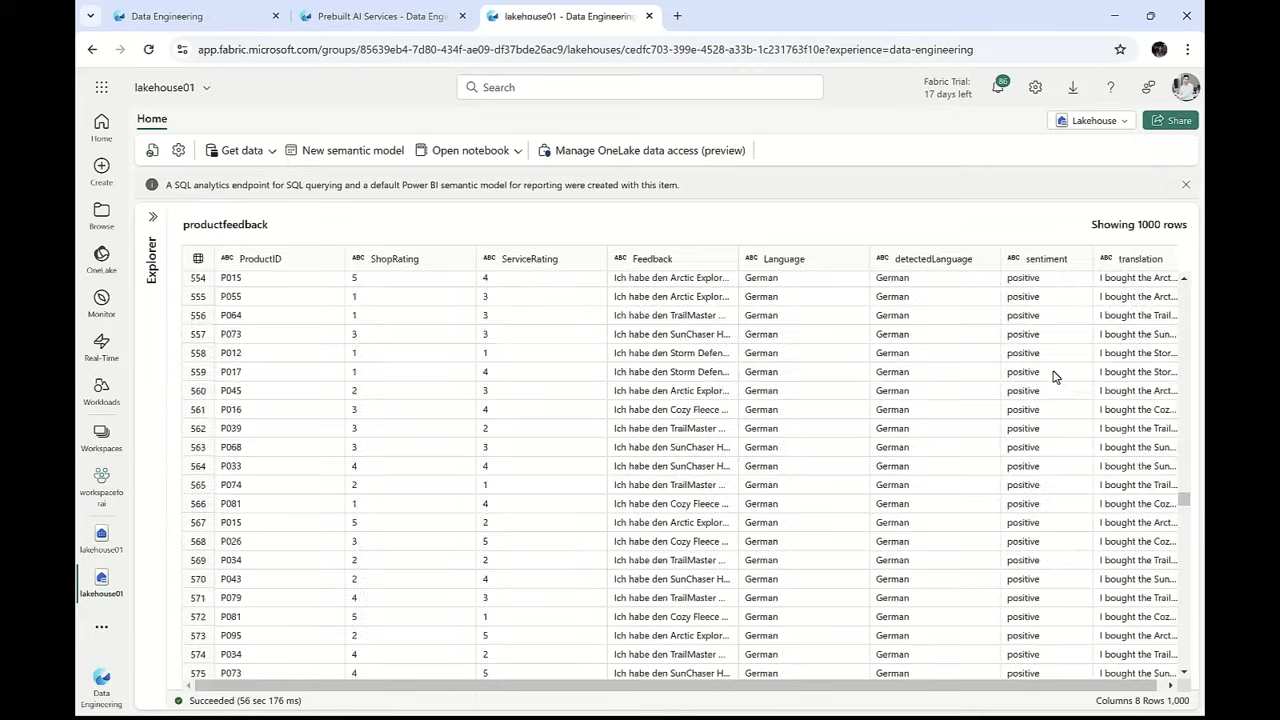 Data Engineering
Prebuilt AI Services - Data Engi
lakehouse01 - Data Engineering
app.fabric.microsoft.com/groups/85639eb4-7d80-434f-ae09-df37bde26ac9/lakehouses/cedfc703-399e-4528-a33b-1c231763f10e?experience=data-engineering
lakehouse01
Search
Fabric Trial:
17 days left
86
Home
Lakehouse
Share
Get data
New semantic model
Open notebook
Manage OneLake data access (preview)
A SQL analytics endpoint for SQL querying and a default Power BI semantic model for reporting were created with this item.
Home
Create
Browse
OneLake
Monitor
Real-Time
Workloads
Workspaces
workspacefo
rai
lakehouse01
lakehouse01
Data
Engineering
Explorer
productfeedback
Showing 1000 rows
ABC ProductID ABC ShopRating ABC ServiceRating ABC Feedback ABC Language ABC detectedLanguage ABC sentiment ABC translation
554 P015 5 4 Ich habe den Arctic Explor... German German positive I bought the Arct...
555 P055 1 3 Ich habe den Arctic Explor... German German positive I bought the Arct...
556 P064 1 3 Ich habe den TrailMaster ... German German positive I bought the Trail...
557 P073 3 3 Ich habe den SunChaser H... German German positive I bought the Sun...
558 P012 1 1 Ich habe den Storm Defen... German German positive I bought the Stor...
559 P017 1 4 Ich habe den Storm Defen... German German positive I bought the Stor...
560 P045 2 3 Ich habe den Arctic Explor... German German positive I bought the Arct...
561 P016 3 4 Ich habe den Cozy Fleece ... German German positive I bought the Coz...
562 P039 3 2 Ich habe den TrailMaster ... German German positive I bought the Trail...
563 P068 3 3 Ich habe den SunChaser H... German German positive I bought the Sun...
564 P033 4 4 Ich habe den SunChaser H... German German positive I bought the Sun...
565 P074 2 1 Ich habe den TrailMaster ... German German positive I bought the Trail...
566 P081 1 4 Ich habe den Cozy Fleece ... German German positive I bought the Coz...
567 P015 5 2 Ich habe den Arctic Explor... German German positive I bought the Arct...
568 P026 3 5 Ich habe den Cozy Fleece ... German German positive I bought the Coz...
569 P034 2 2 Ich habe den TrailMaster ... German German positive I bought the Trail...
570 P043 2 4 Ich habe den SunChaser H... German German positive I bought the Sun...
571 P079 4 3 Ich habe den TrailMaster ... German German positive I bought the Trail...
572 P081 5 1 Ich habe den Cozy Fleece ... German German positive I bought the Coz...
573 P095 2 5 Ich habe den Arctic Explor... German German positive I bought the Arct...
574 P034 4 2 Ich habe den TrailMaster ... German German positive I bought the Trail...
575 P073 4 5 Ich habe den SunChaser H... German German positive I bought the Sun...
Succeeded (56 sec 176 ms)
Columns 8 Rows 1,000